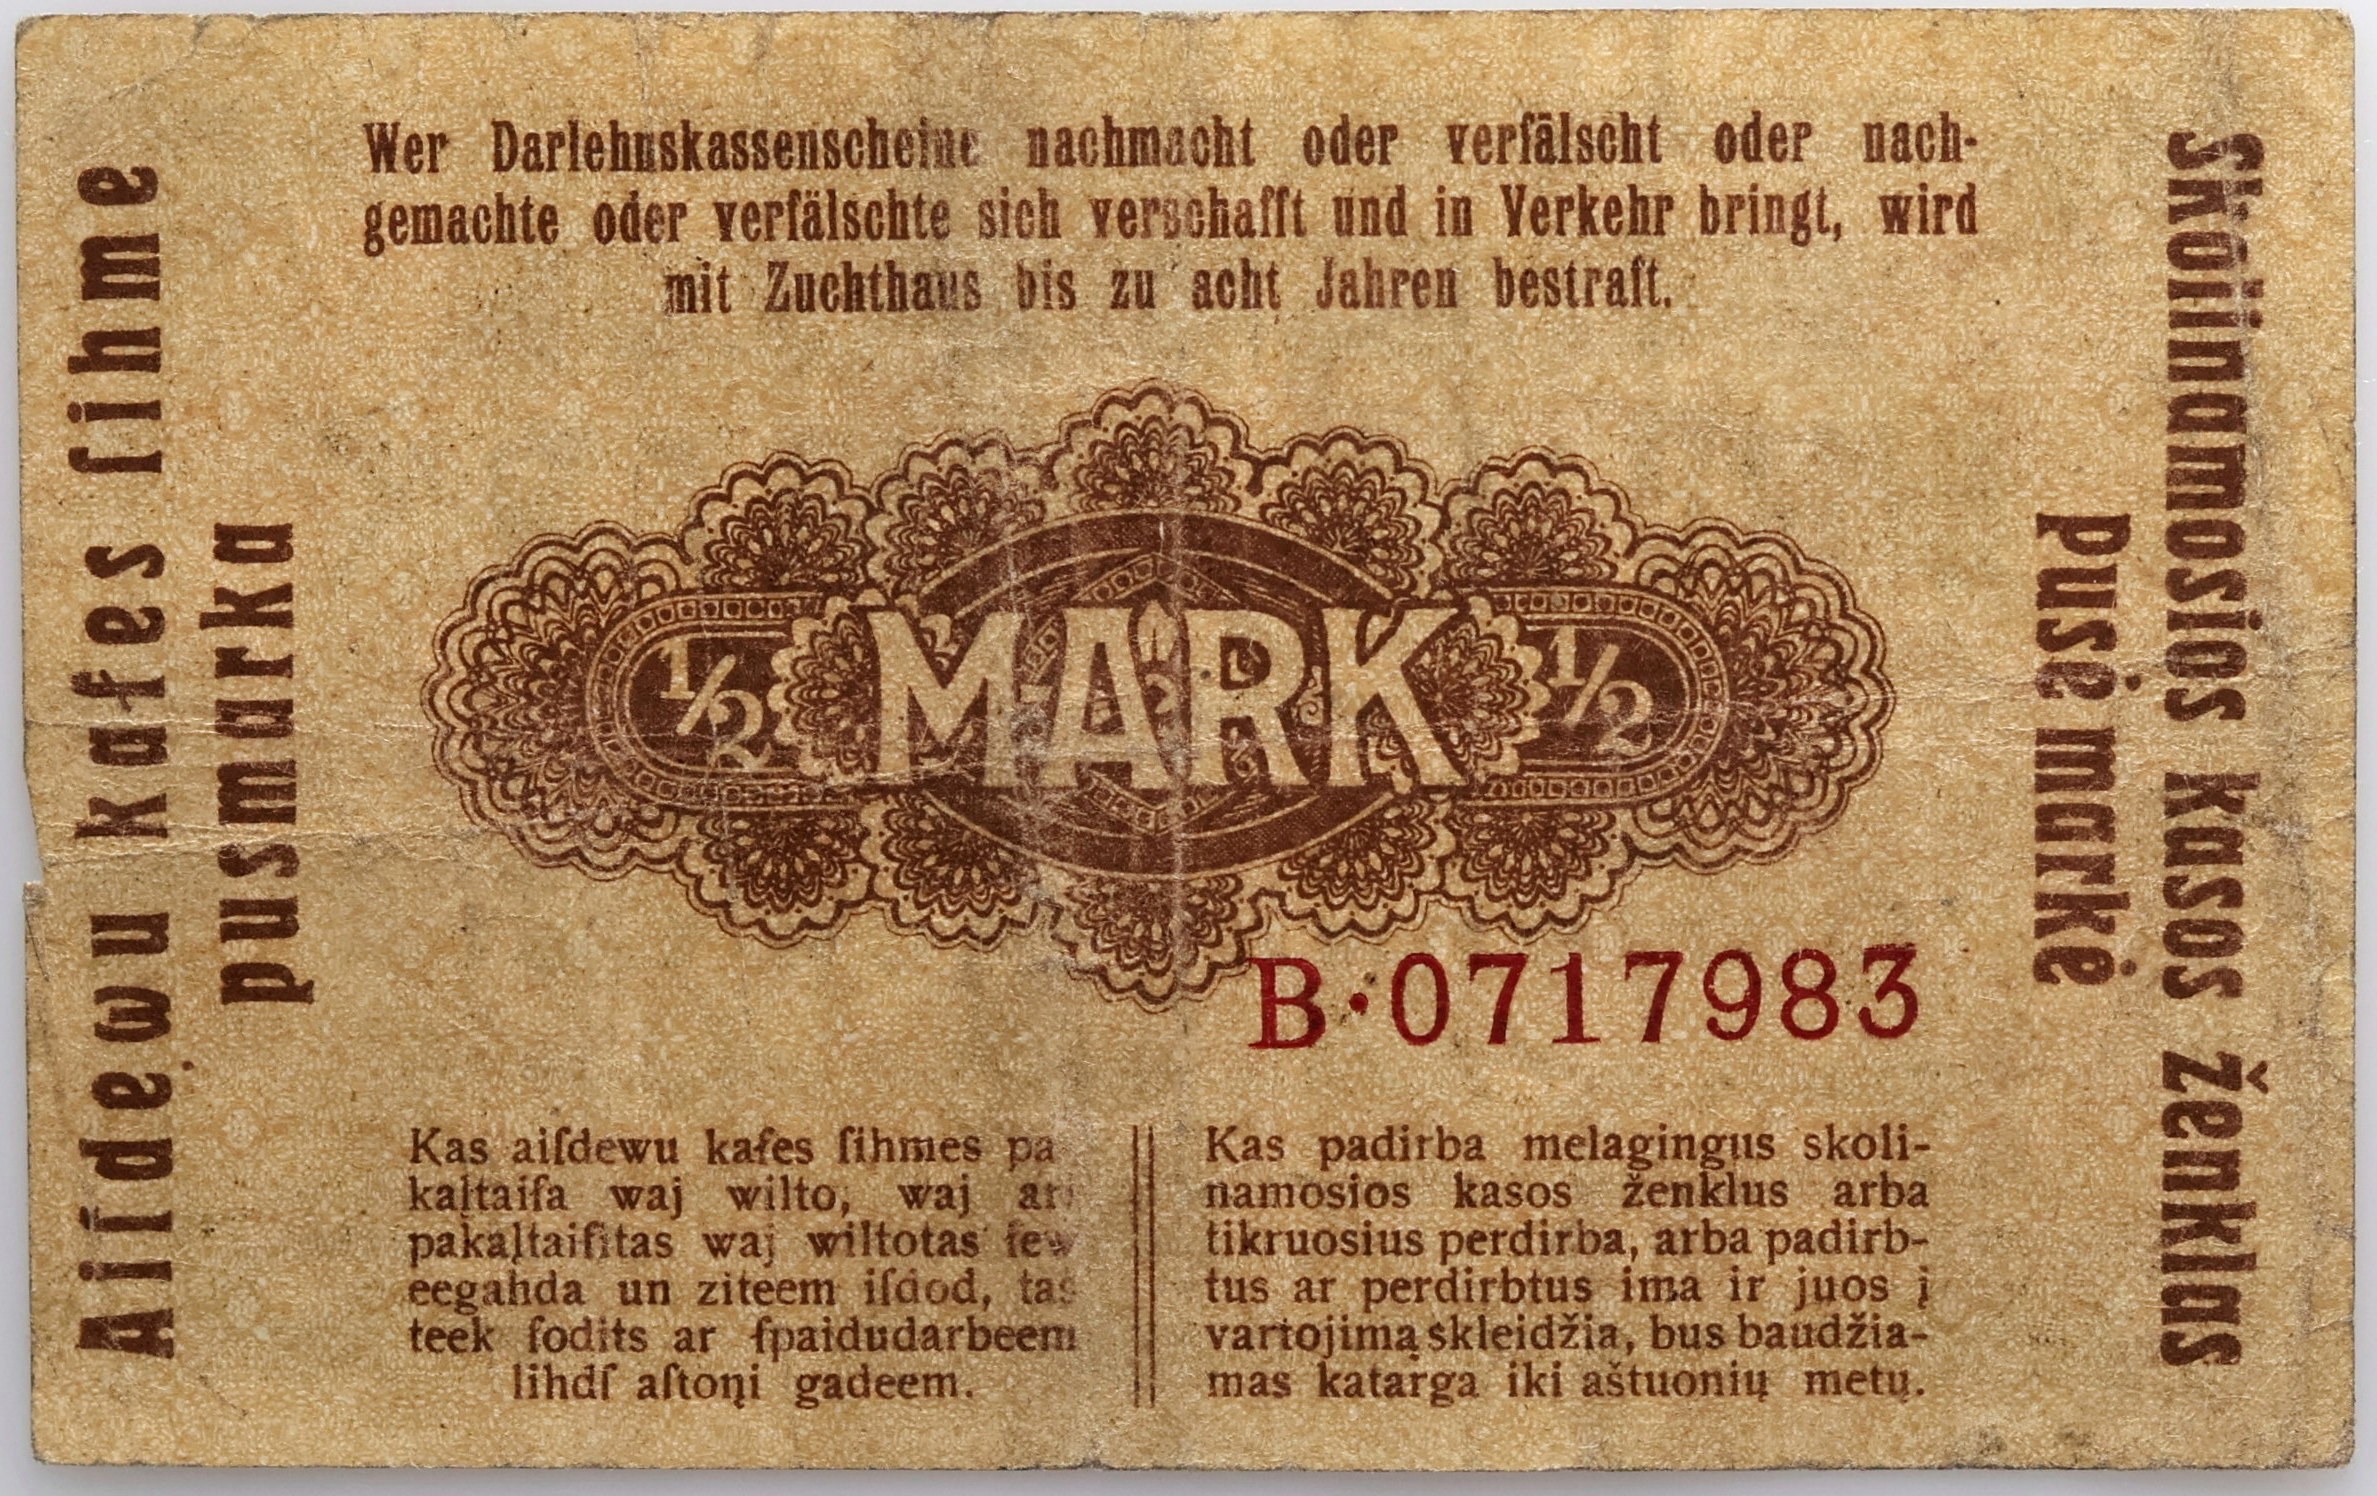 Wer Darlehnskassenscheine nachmacht oder verfälscht oder nach-
gemachte oder verfälschte sich verschafft und in Verkehr bringt, wird
mit Zuchthaus bis zu acht Jahren bestraft.
Aiſdewu kaſes ſihme
pusmarka
½ MARK ½
Skolinamosios kasos ženklas
pusė markė
B·0717983
Kas aiſdewu kaſes ſihmes pa
kaļtaiſa waj wilto, waj ari
pakaļtaiſitas waj wiltotas ſew
eegahda un ziteem iſdod, tas
teek ſodits ar ſpaidudarbeem
lihdſ aſtoņi gadeem.
Kas padirba melagingus skoli-
namosios kasos ženklus arba
tikruosius perdirba, arba padirb-
tus ar perdirbtus ima ir juos į
vartojimą skleidžia, bus baudžia-
mas katarga iki aštuonių metų.